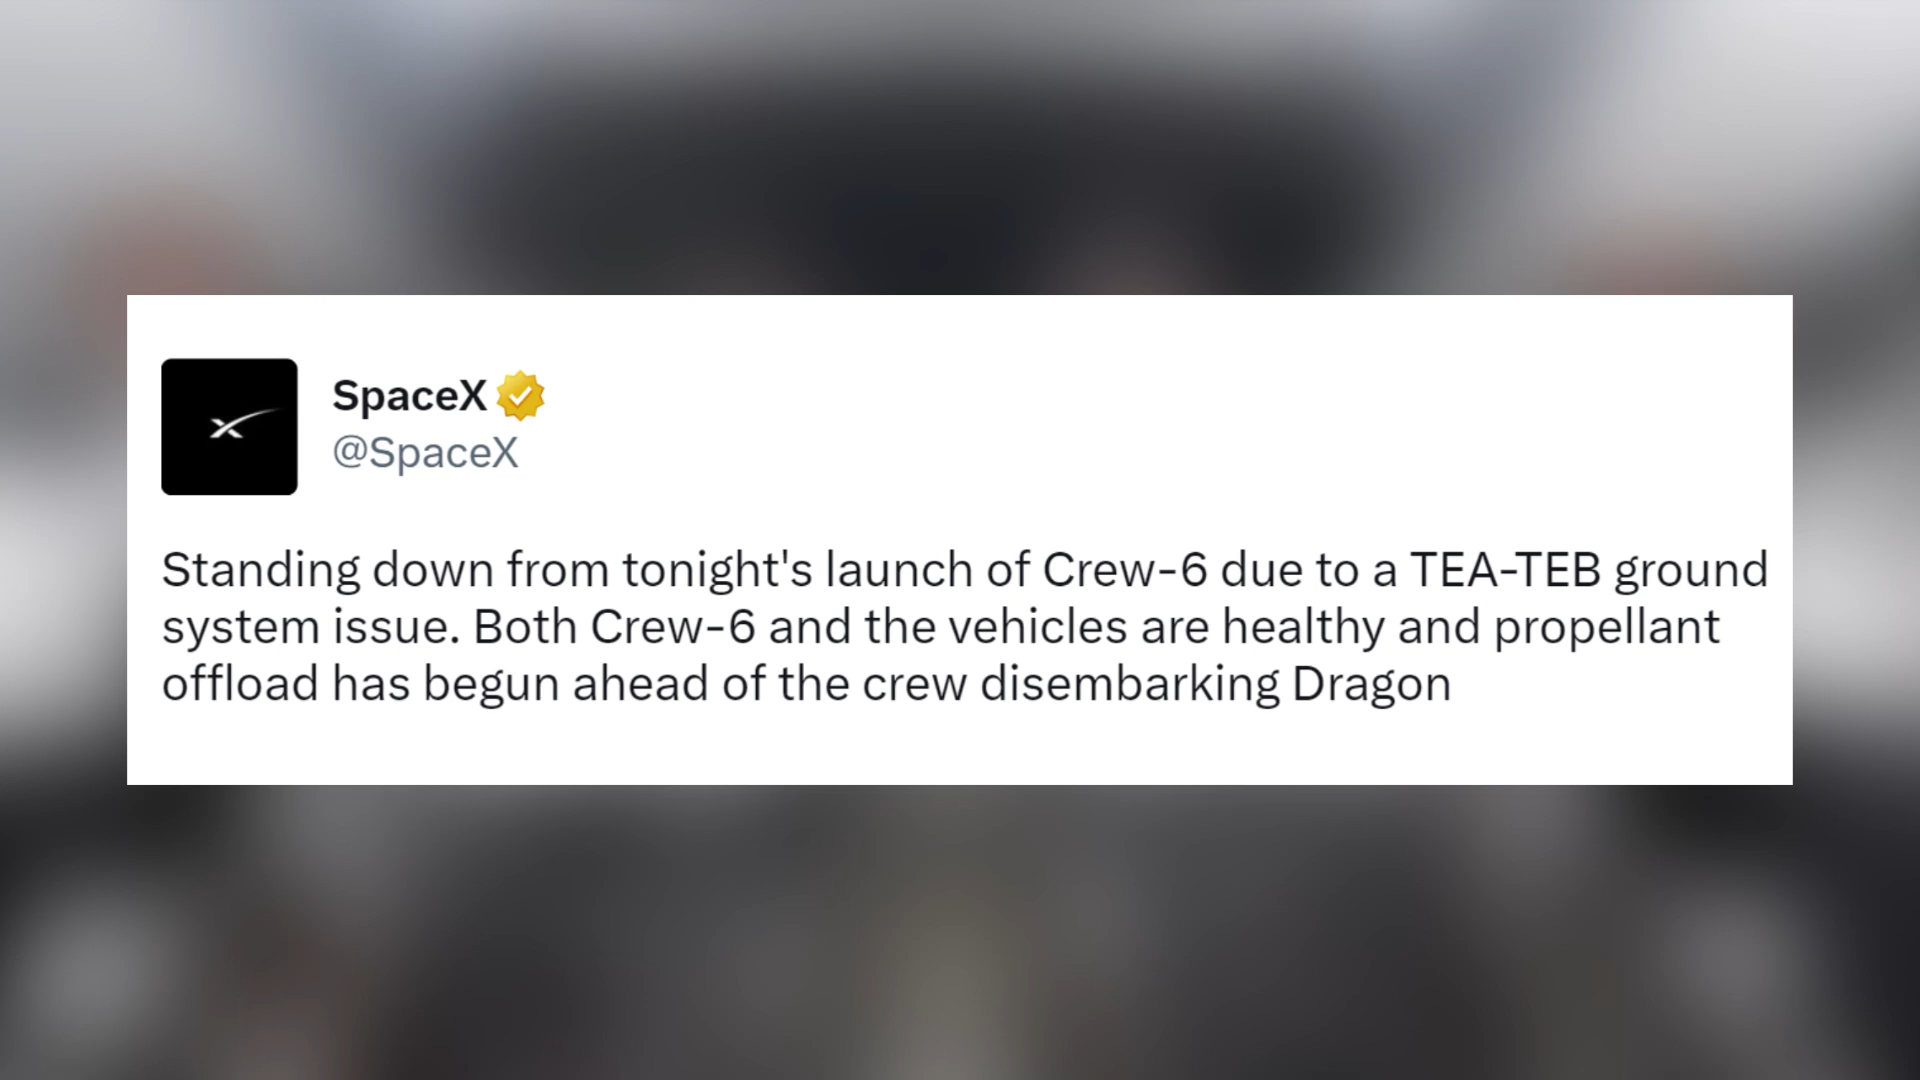 SpaceX
@SpaceX
Standing down from tonight's launch of Crew-6 due to a TEA-TEB ground
system issue. Both Crew-6 and the vehicles are healthy and propellant
offload has begun ahead of the crew disembarking Dragon